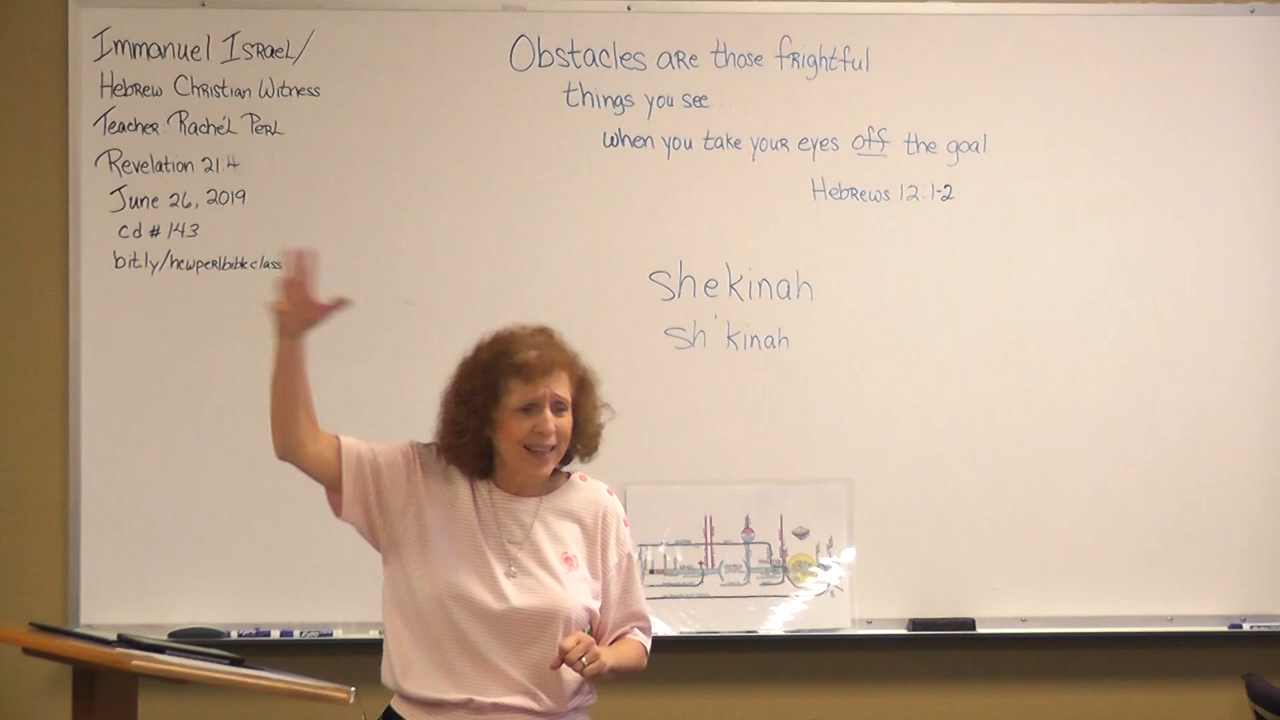 Immanuel Israel/
Hebrew Christian Witness
Teacher: Rachel Perl
Revelation 21:4
June 26, 2019
cd # 143
bit.ly/newperlbibleclass
Obstacles are those frightful
things you see
when you take your eyes off the goal
Hebrews 12:1-2
shekinah
sh'kinah